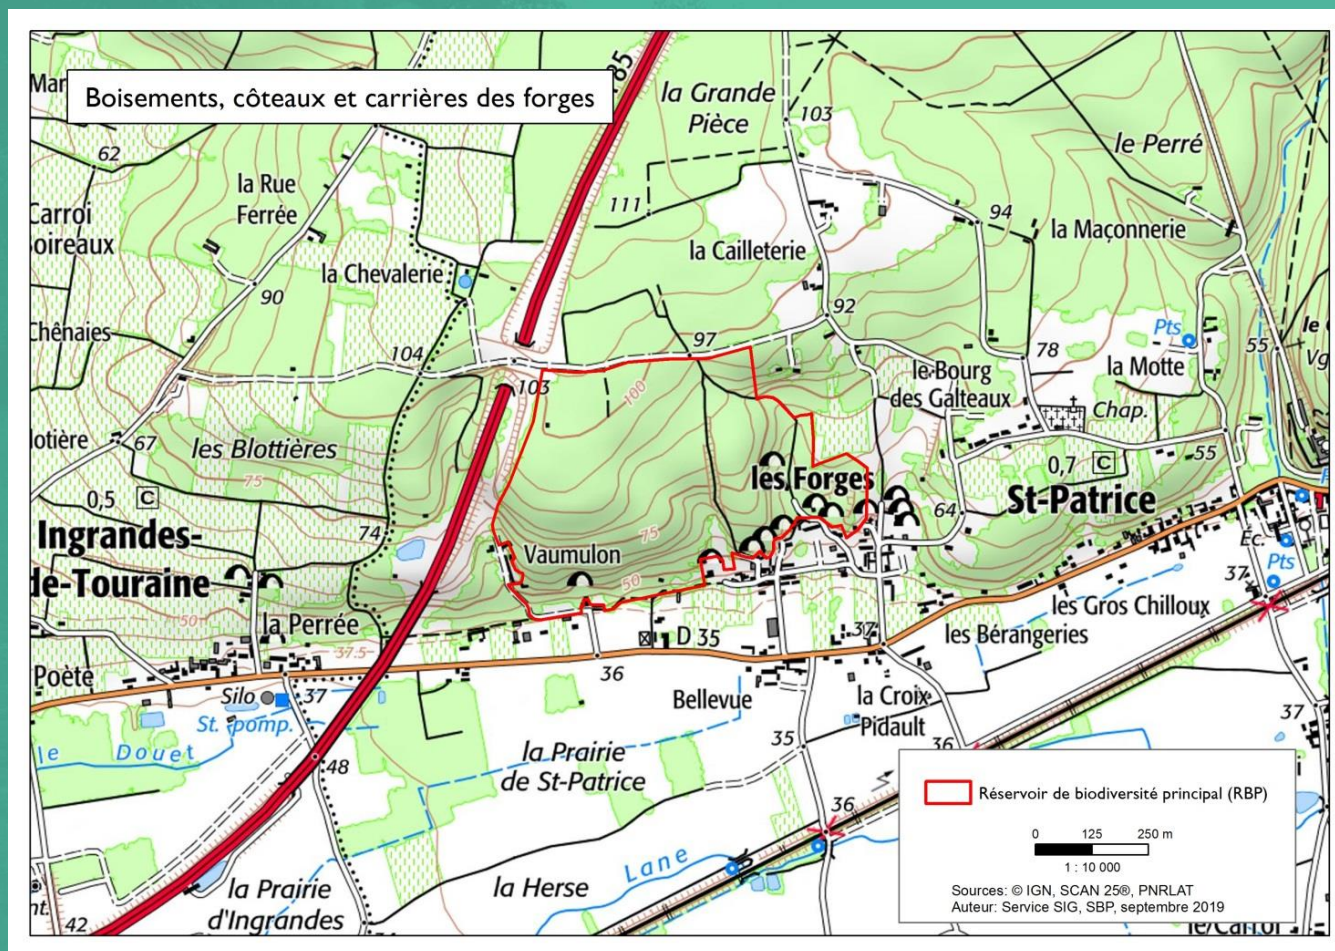 85
la Grande
Pièce
Boisements, côteaux et carrières des forges
103
le Perré
62
la Rue
Ferrée
111
94
Carroi
la Maçonnerie
la Cailleterie
la Chevalerie
90
92
Chênaies
Pts
55
97
104
78
la Motte
le Bourg
des Galteaux
103
100
Chap.
67
les Blottières
les Forges
0,7 C
55
75
0,5 C
St-Patrice
64
74
Ingrandes-
de-Touraine
75
Vaumulon
Ec.
Pts
50
37
50
les Gros Chilloux
la Perrée
37
les Bérangeries
D 35
37.5
Poète
36
Silo
37
Bellevue
la Croix
Pidault
St. pomp.
37
le Douet
35
36
la Prairie
de St-Patrice
48
Réservoir de biodiversité principal (RBP)
36
0 125 250 m
Lane
1 : 10 000
la Prairie
d'Ingrandes
la Herse
Sources: © IGN, SCAN 25®, PNRLAT
Auteur: Service SIG, SBP, septembre 2019
42